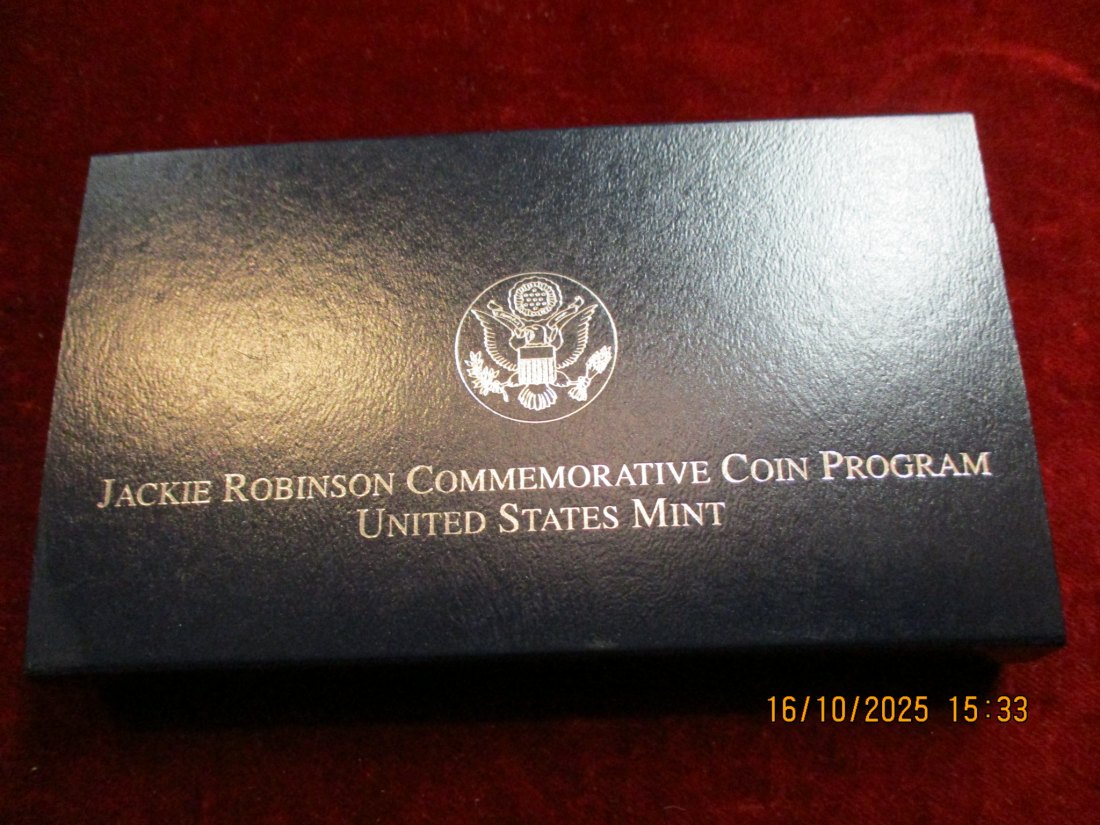 JACKIE ROBINSON COMMEMORATIVE COIN PROGRAM
UNITED STATES MINT
16/10/2025 15:33